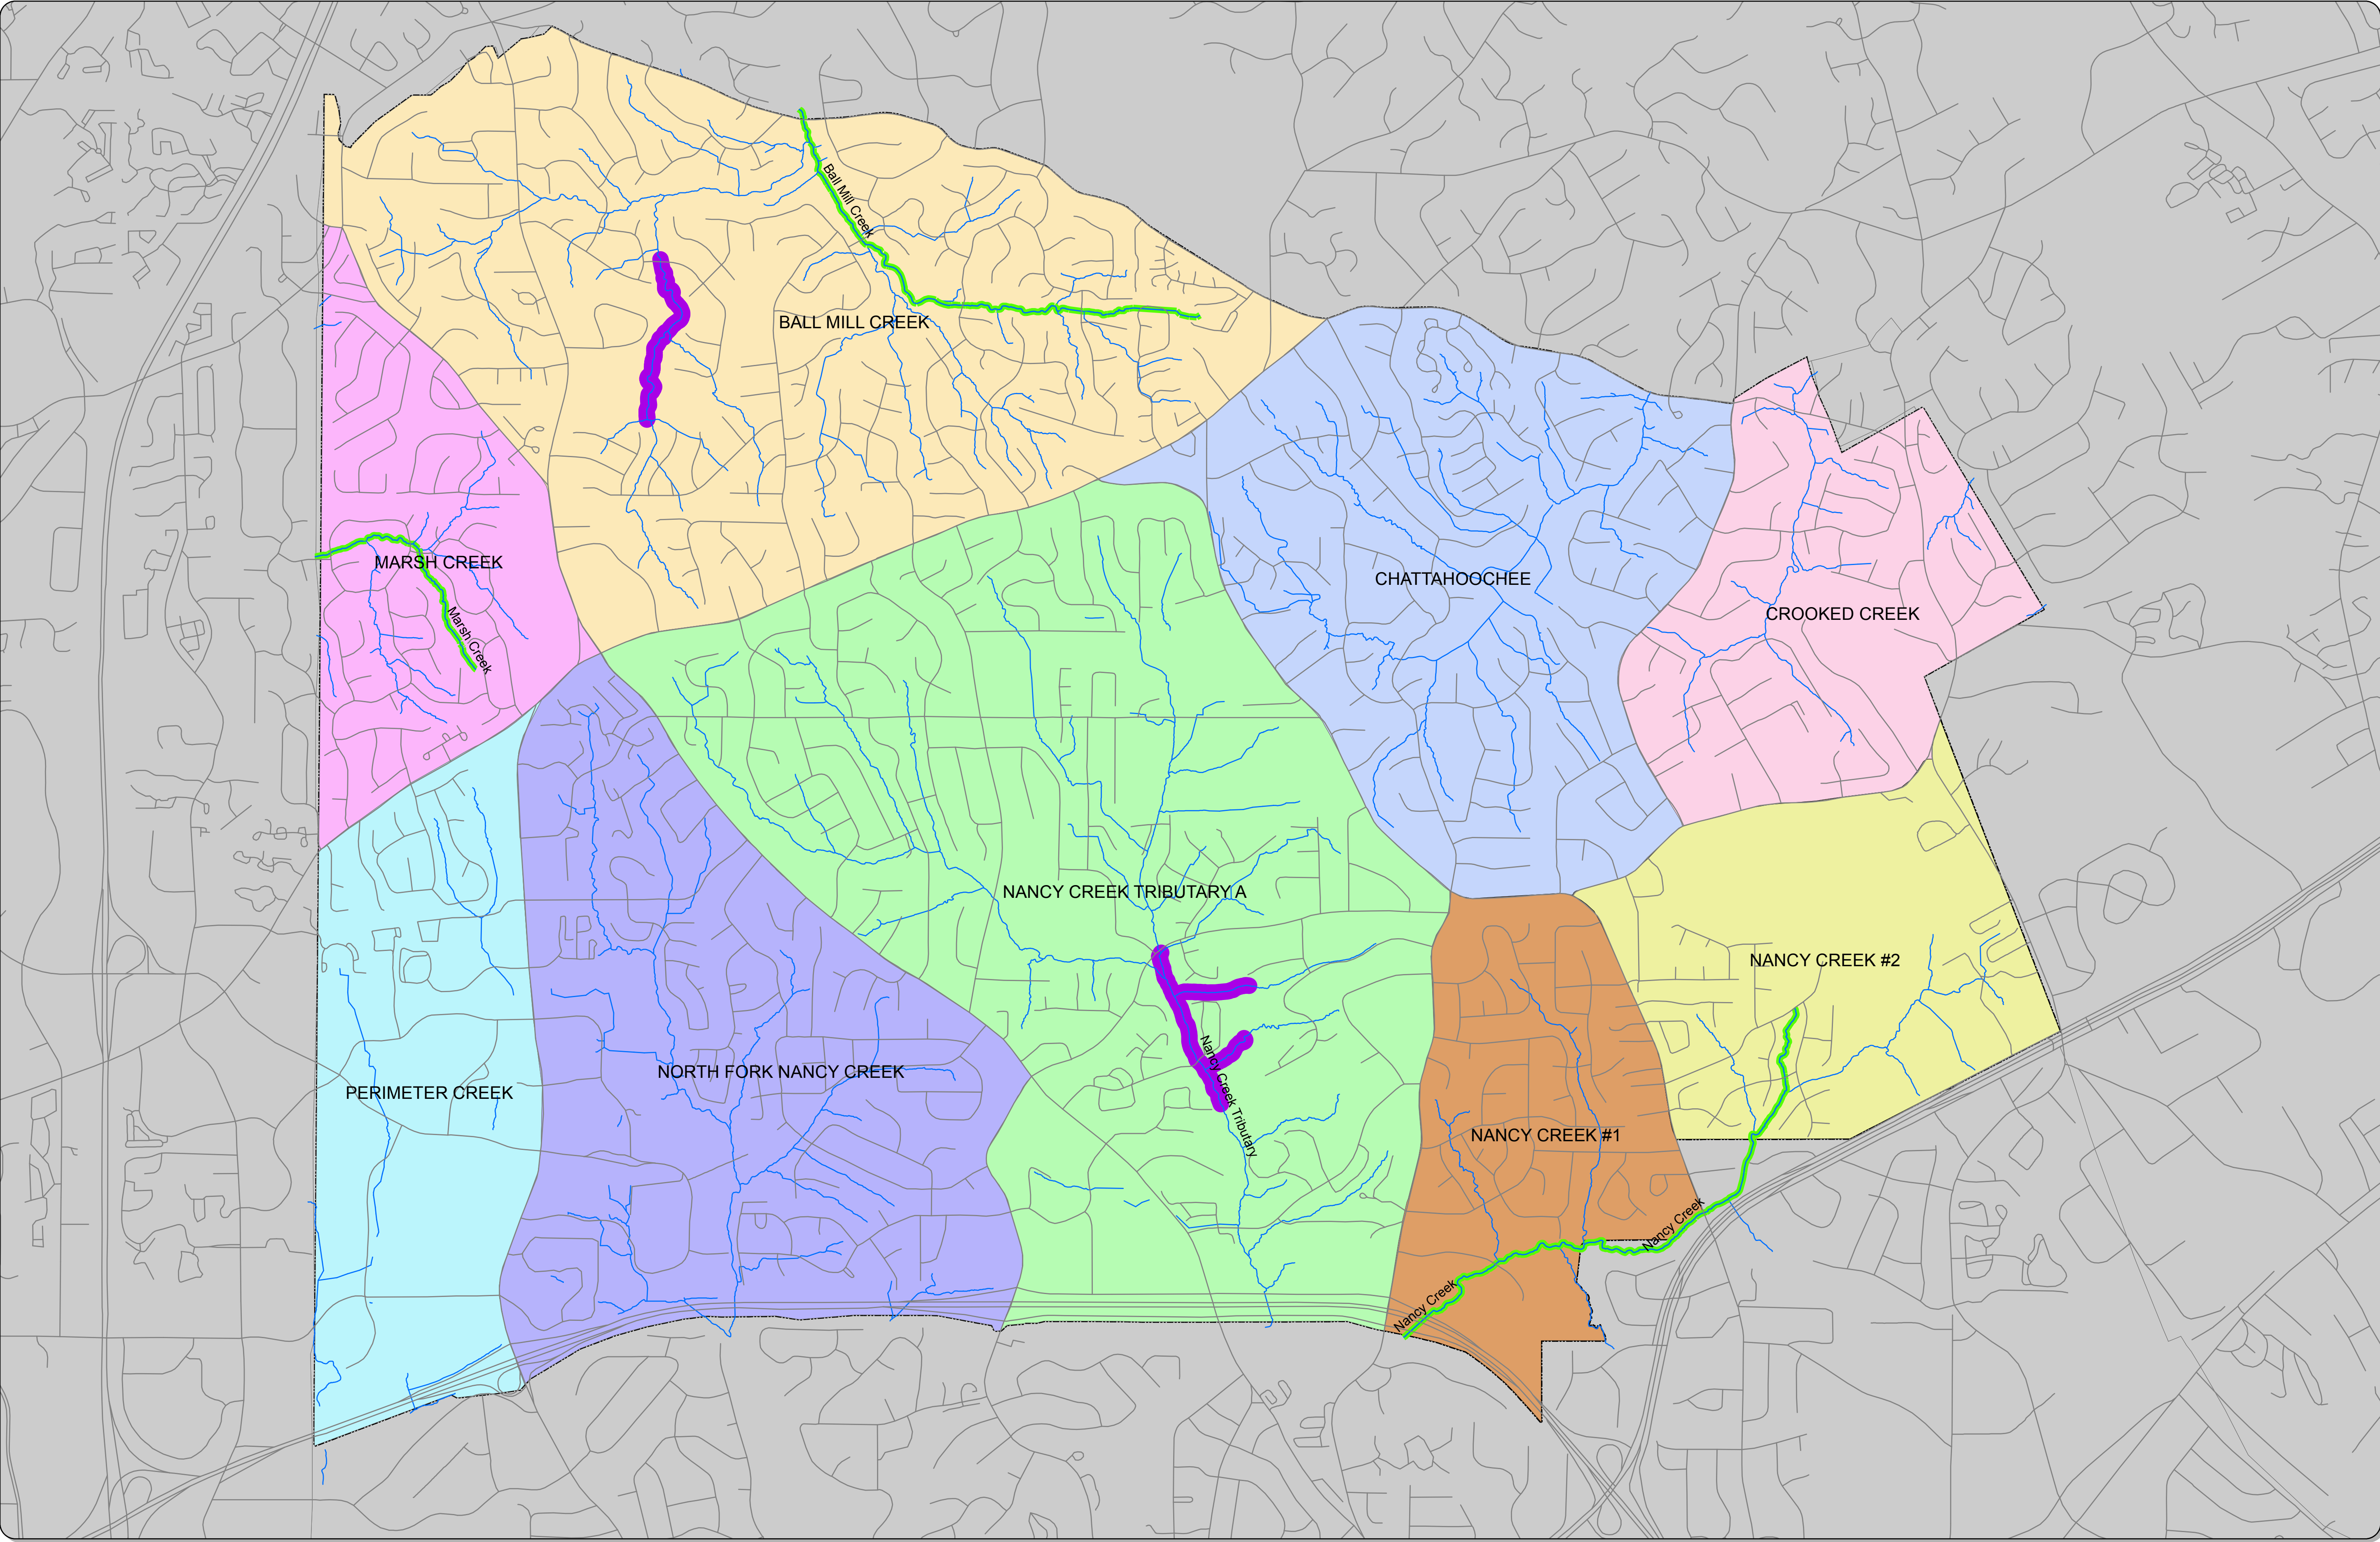 Ball Mill Creek
BALL MILL CREEK
MARSH CREEK
Marsh Creek
CHATTAHOOCHEE
CROOKED CREEK
NANCY CREEK TRIBUTARY A
NANCY CREEK #2
Nancy Creek Tributary
NORTH FORK NANCY CREEK
PERIMETER CREEK
NANCY CREEK #1
Nancy Creek
Nancy Creek